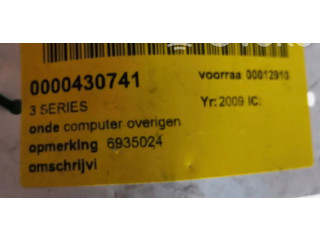 0000430741 voorraa 00012910
3 SERIES Yr: 2009 IC:
onde computer overigen
opmerking 6935024
omschrijvi